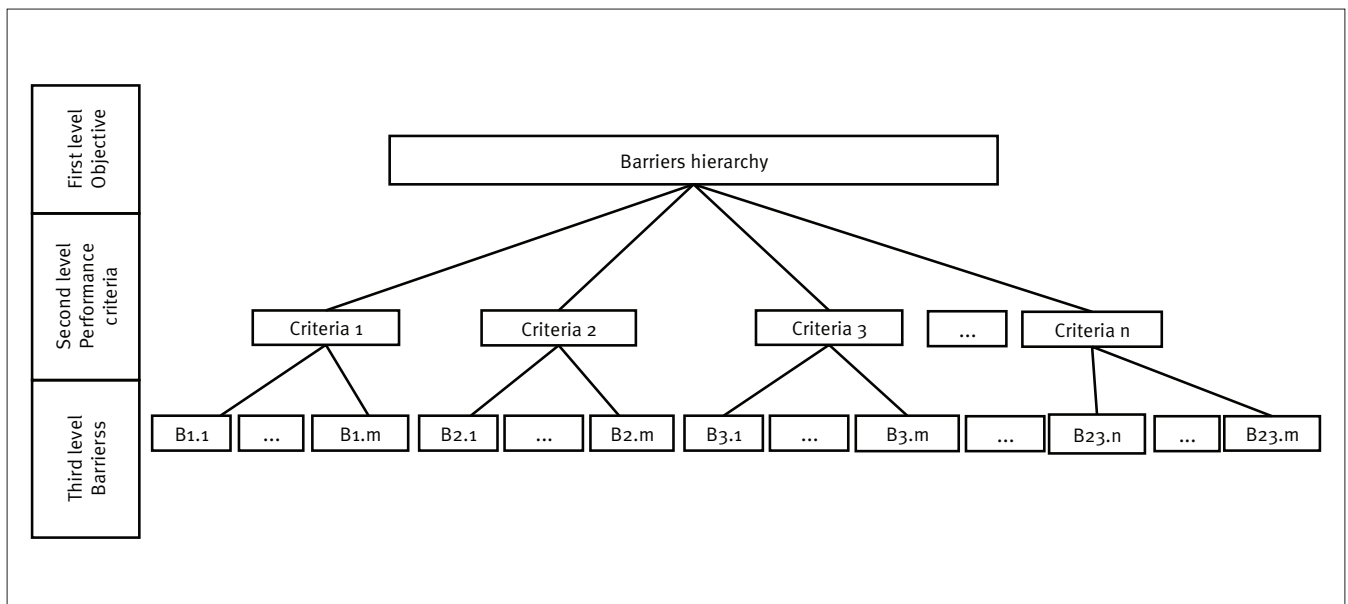 First level
Objective
Barriers hierarchy
Second level
Performance
criteria
Criteria 1
Criteria 2
Criteria 3
...
Criteria n
Third level
Barrierss
B1.1
...
B1.m
B2.1
...
B2.m
B3.1
...
B3.m
...
B23.n
...
B23.m